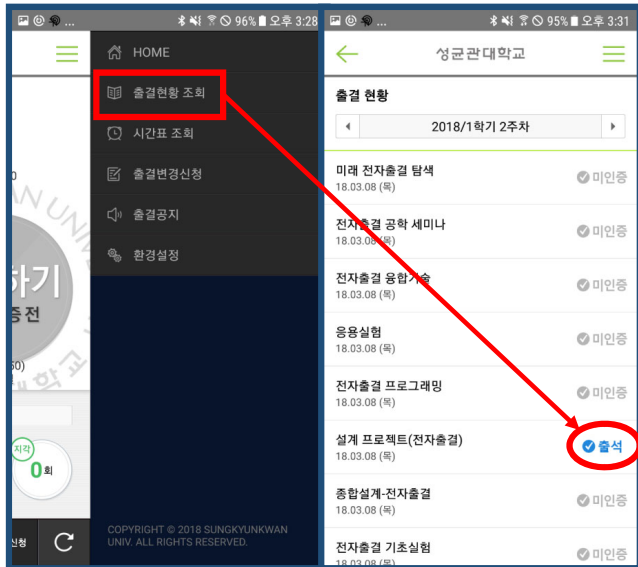 ... 96% 오후 3:28
HOME
출결현황 조회
시간표 조회
출결변경신청
출결공지
환경설정
하기
증전
50)
지각
0회
신청
COPYRIGHT © 2018 SUNGKYUNKWAN
UNIV. ALL RIGHTS RESERVED.
... 95% 오후 3:31
성균관대학교
출결 현황
2018/1학기 2주차
미래 전자출결 탐색
18.03.08 (목)
미인증
전자출결 공학 세미나
18.03.08 (목)
미인증
전자출결 융합기술
18.03.08 (목)
미인증
응용실험
18.03.08 (목)
미인증
전자출결 프로그래밍
18.03.08 (목)
미인증
설계 프로젝트(전자출결)
18.03.08 (목)
출석
종합설계-전자출결
18.03.08 (목)
미인증
전자출결 기초실험
18.03.08 (목)
미인증